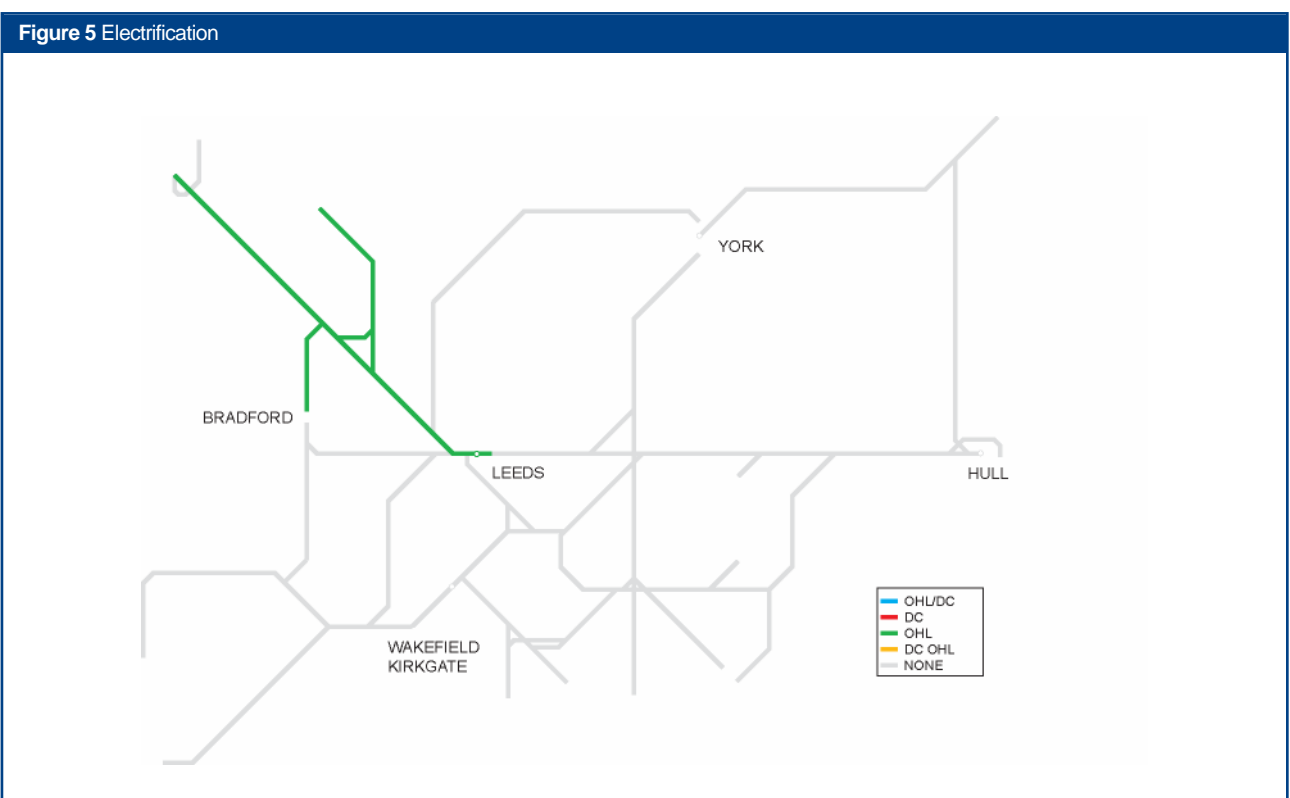 Figure 5 Electrification
YORK
BRADFORD
LEEDS
HULL
OHL/DC
DC
OHL
DC OHL
NONE
WAKEFIELD
KIRKGATE